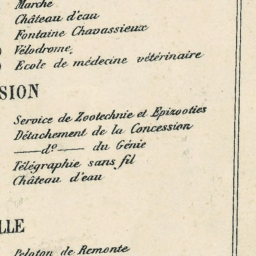 Marché
Château d'eau
Fontaine Chavassieux
Vélodrome,
Ecole de médecine vétérinaire
SION
Service de Zootechnie et Epizooties
Détachement de la Concession
—d°— du Génie
Télégraphie sans fil
Château d'eau
LLE
Peloton de Remonte